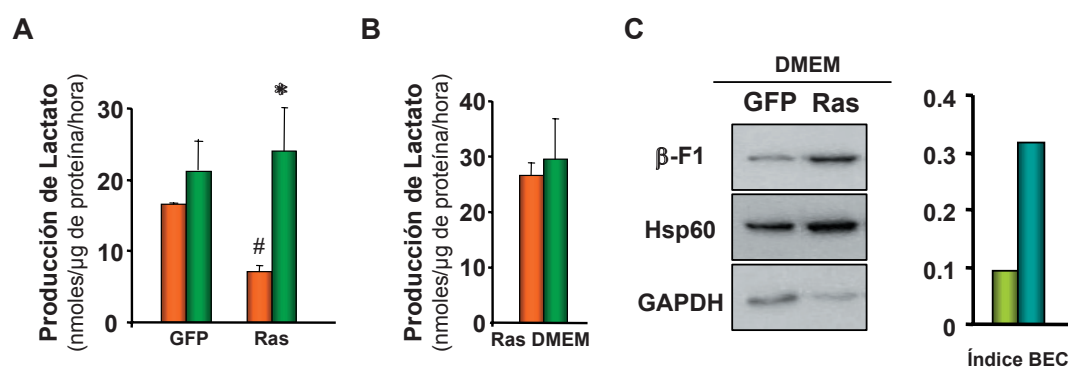 A
Producción de Lactato
(nmoles/µg de proteína/hora)
30
20
10
0
*
#
GFP Ras
B
Producción de Lactato
(nmoles/µg de proteína/hora)
40
30
20
10
0
Ras DMEM
C
DMEM
GFP Ras
β-F1
Hsp60
GAPDH
0.4
0.3
0.2
0.1
0
Índice BEC